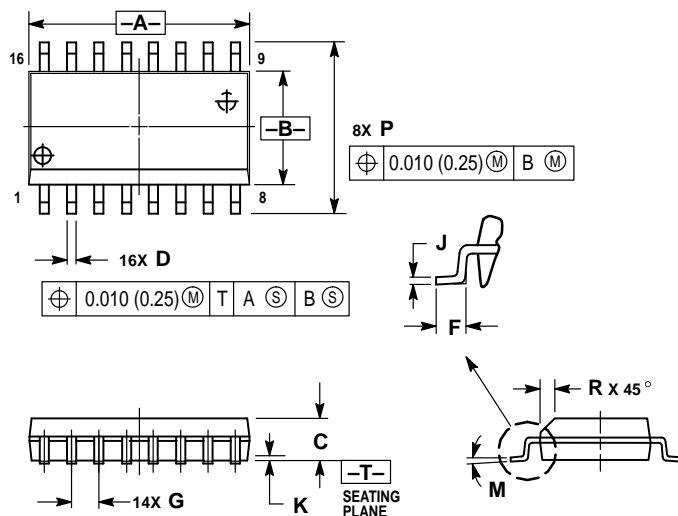 –A–
16
9
–B–
8X P
⌖ 0.010 (0.25) Ⓜ B Ⓜ
1
8
16X D
⌖ 0.010 (0.25) Ⓜ T A Ⓢ B Ⓢ
J
F
R X 45°
C
–T–
14X G
K
SEATING
PLANE
M